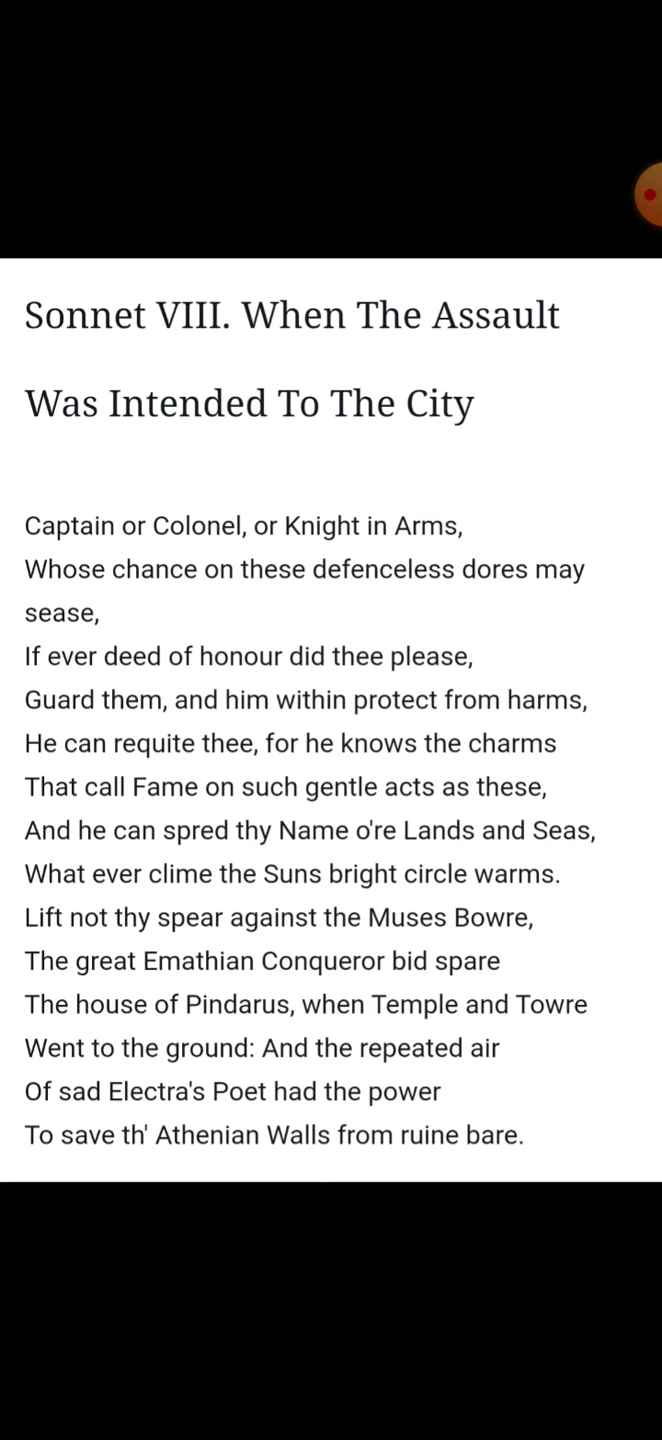 Sonnet VIII. When The Assault
Was Intended To The City
Captain or Colonel, or Knight in Arms,
Whose chance on these defenceless dores may
sease,
If ever deed of honour did thee please,
Guard them, and him within protect from harms,
He can requite thee, for he knows the charms
That call Fame on such gentle acts as these,
And he can spred thy Name o're Lands and Seas,
What ever clime the Suns bright circle warms.
Lift not thy spear against the Muses Bowre,
The great Emathian Conqueror bid spare
The house of Pindarus, when Temple and Towre
Went to the ground: And the repeated air
Of sad Electra's Poet had the power
To save th' Athenian Walls from ruine bare.